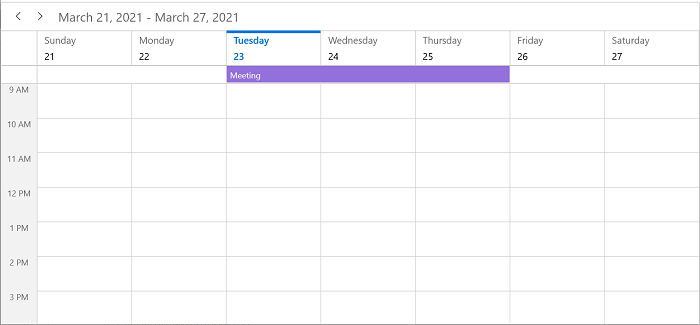 March 21, 2021 - March 27, 2021
Sunday Monday Tuesday Wednesday Thursday Friday Saturday
21 22 23 24 25 26 27
Meeting
9 AM
10 AM
11 AM
12 PM
1 PM
2 PM
3 PM